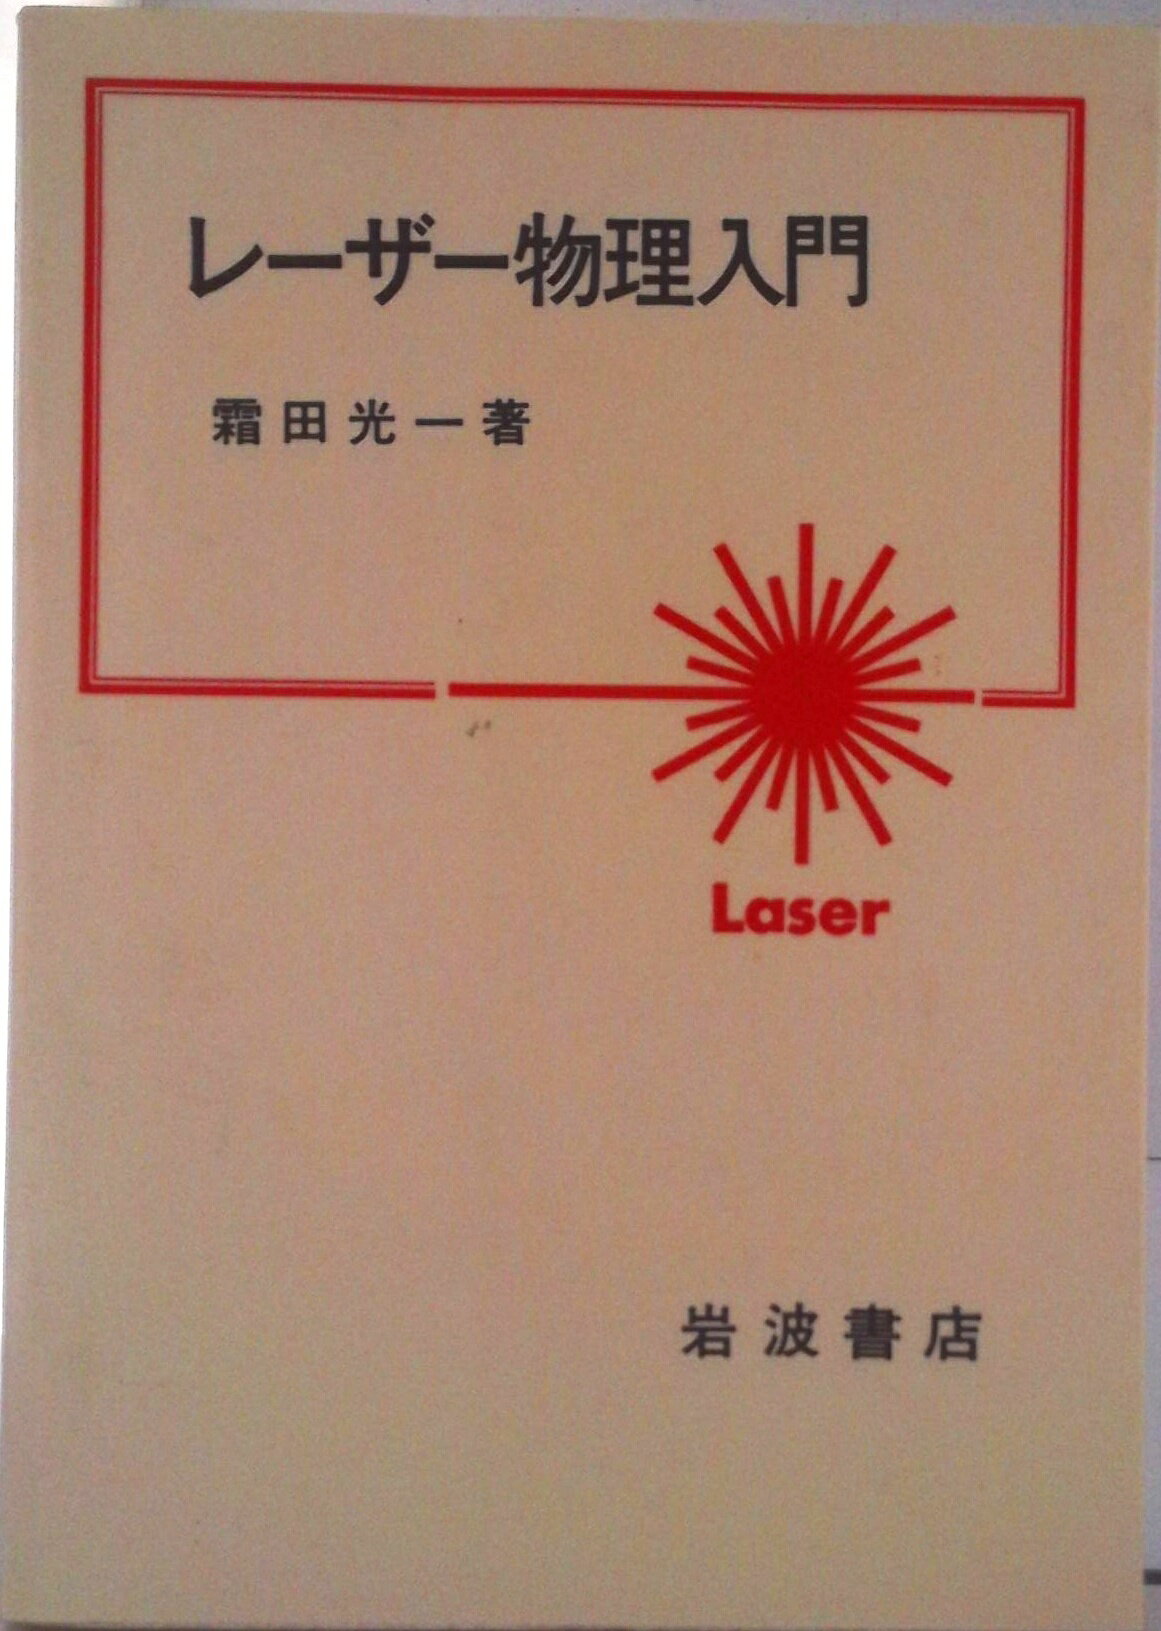 レーザー物理入門
霜田光一著
Laser
岩波書店